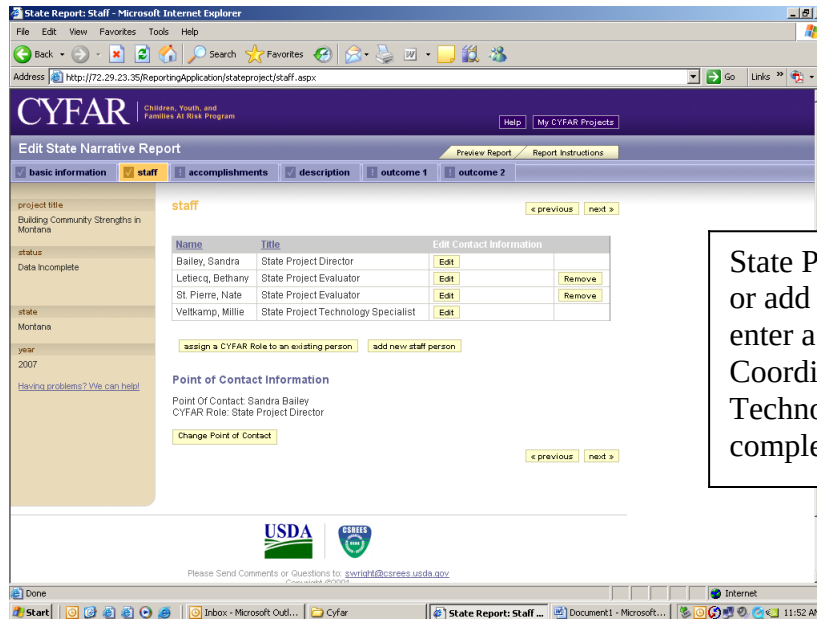 State Report: Staff - Microsoft Internet Explorer
File Edit View Favorites Tools Help
Back Search Favorites
Address http://72.29.23.35/ReportingApplication/stateproject/staff.aspx Go Links »
CYFAR Children, Youth, and
Families At Risk Program
Help My CYFAR Projects
Edit State Narrative Report
Preview Report Report Instructions
basic information staff accomplishments description outcome 1 outcome 2
project title
Building Community Strengths in
Montana
status
Data Incomplete
state
Montana
year
2007
Having problems? We can help!
staff
« previous next »
Name Title Edit Contact Information
Bailey, Sandra State Project Director Edit
Letiecq, Bethany State Project Evaluator Edit Remove
St. Pierre, Nate State Project Evaluator Edit Remove
Veltkamp, Millie State Project Technology Specialist Edit
assign a CYFAR Role to an existing person add new staff person
Point of Contact Information
Point Of Contact: Sandra Bailey
CYFAR Role: State Project Director
Change Point of Contact
« previous next »
USDA CSREES
Please Send Comments or Questions to: swright@csrees.usda.gov
State P
or add
enter a
Coordi
Techno
comple
Done Internet
Start Inbox - Microsoft Outl... Cyfar State Report: Staff ... Document1 - Microsoft... 11:52 AM